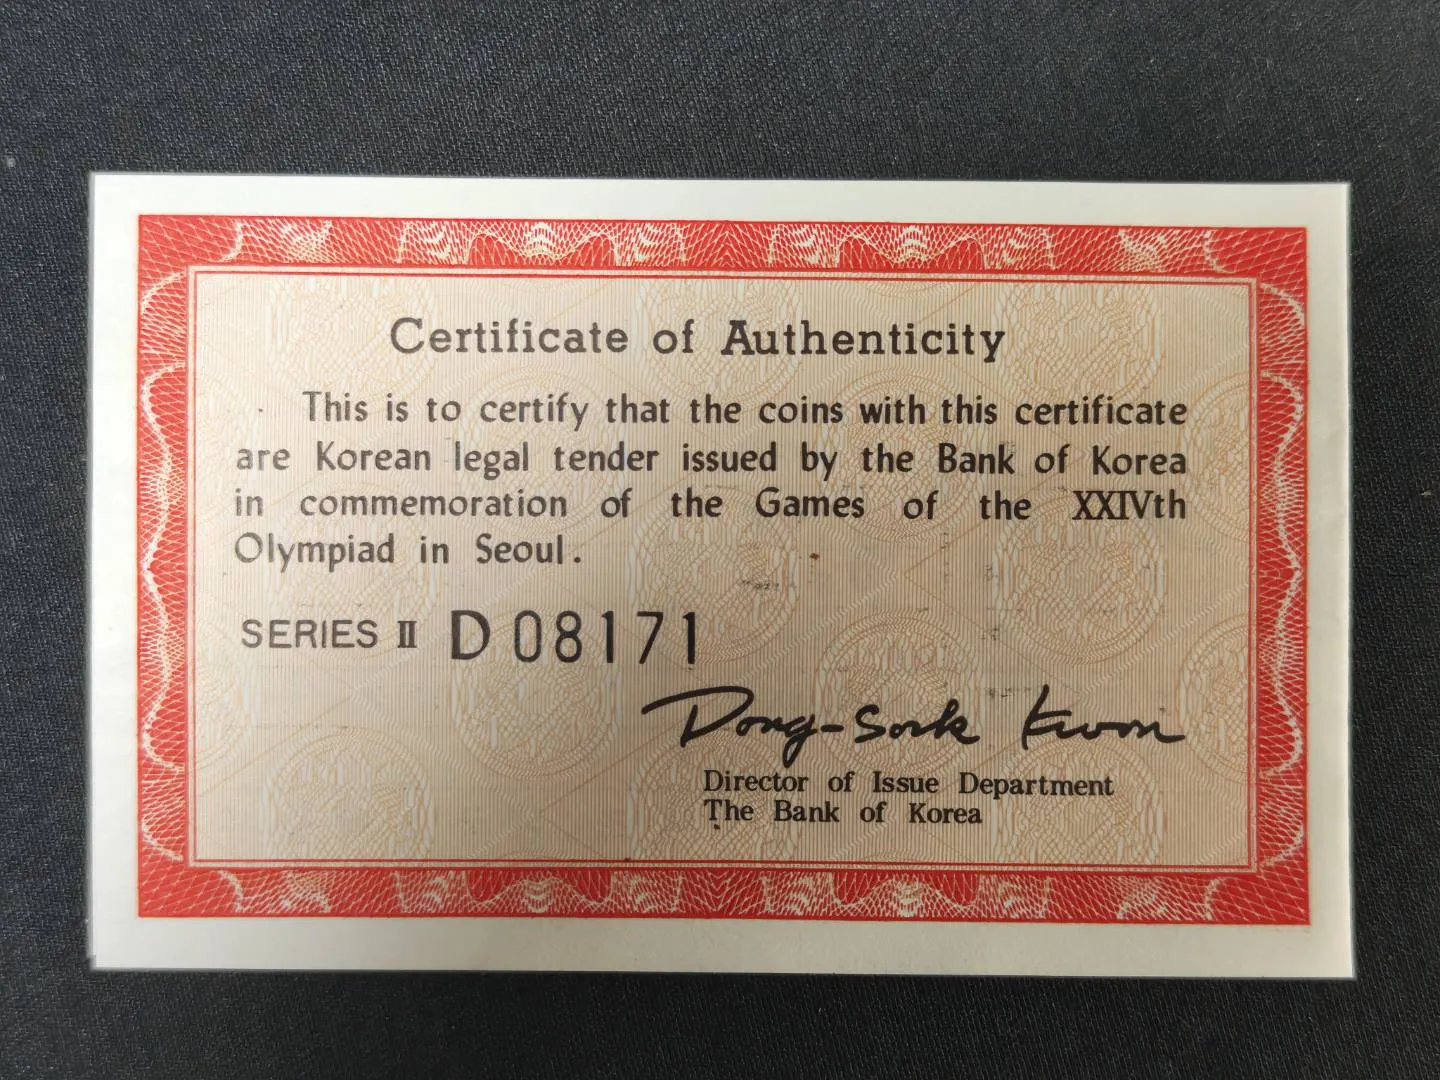 Certificate of Authenticity
This is to certify that the coins with this certificate
are Korean legal tender issued by the Bank of Korea
in commemoration of the Games of the XXIVth
Olympiad in Seoul.
SERIES II D 08171
Dong-Sork Kwon
Director of Issue Department
The Bank of Korea